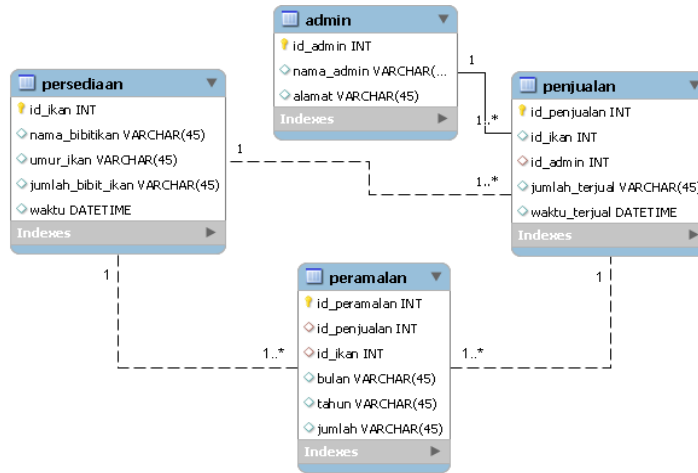 admin
id_admin INT
nama_admin VARCHAR(...
alamat VARCHAR(45)
Indexes
persediaan
id_ikan INT
nama_bibitikan VARCHAR(45)
umur_ikan VARCHAR(45)
jumlah_bibit_ikan VARCHAR(45)
waktu DATETIME
Indexes
penjualan
id_penjualan INT
id_ikan INT
id_admin INT
jumlah_terjual VARCHAR(45)
waktu_terjual DATETIME
Indexes
1
1..*
1
1..*
1
1..*
1
1..*
peramalan
id_peramalan INT
id_penjualan INT
id_ikan INT
bulan VARCHAR(45)
tahun VARCHAR(45)
jumlah VARCHAR(45)
Indexes